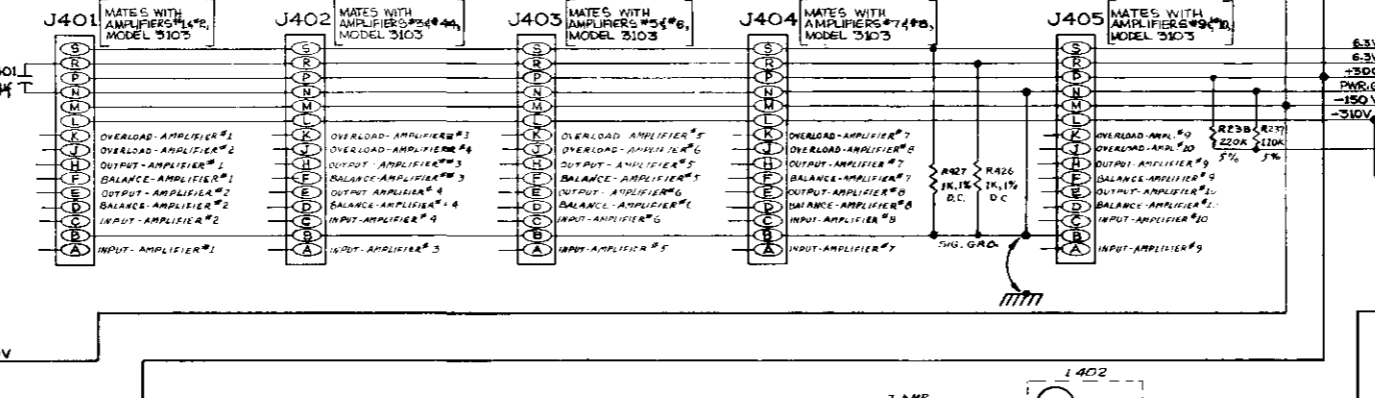 J401
MATES WITH
AMPLIFIERS #1&#2,
MODEL 3103
J402
MATES WITH
AMPLIFIERS #3&#4,
MODEL 3103
J403
MATES WITH
AMPLIFIERS #5&#6,
MODEL 3103
J404
MATES WITH
AMPLIFIERS #7&#8,
MODEL 3103
J405
MATES WITH
AMPLIFIERS #9&#10,
MODEL 3103
S
R
P
N
M
L
K OVERLOAD-AMPLIFIER #1
J OVERLOAD-AMPLIFIER #2
H OUTPUT-AMPLIFIER #1
F BALANCE-AMPLIFIER #1
E OUTPUT-AMPLIFIER #2
D BALANCE-AMPLIFIER #2
C INPUT-AMPLIFIER #2
B
A INPUT-AMPLIFIER #1
S
R
P
N
M
L
K OVERLOAD-AMPLIFIER #3
J OVERLOAD-AMPLIFIER #4
H OUTPUT-AMPLIFIER #3
F BALANCE-AMPLIFIER #3
E OUTPUT AMPLIFIER #4
D BALANCE-AMPLIFIER #4
C INPUT-AMPLIFIER #4
B
A INPUT-AMPLIFIER #3
S
R
P
N
M
L
K OVERLOAD AMPLIFIER #5
J OVERLOAD-AMPLIFIER #6
H OUTPUT-AMPLIFIER #5
F BALANCE-AMPLIFIER #5
E OUTPUT-AMPLIFIER #6
D BALANCE-AMPLIFIER #6
C INPUT-AMPLIFIER #6
B
A INPUT-AMPLIFIER #5
S
R
P
N
M
L
K OVERLOAD-AMPLIFIER #7
J OVERLOAD-AMPLIFIER #8
H OUTPUT-AMPLIFIER #7
F BALANCE-AMPLIFIER #7
E OUTPUT-AMPLIFIER #8
D BALANCE-AMPLIFIER #8
C INPUT-AMPLIFIER #8
B
A INPUT-AMPLIFIER #7
R427
1K,1%
D.C.
R426
1K,1%
D.C
SIG. GRD.
S
R
P
N
M
L
K OVERLOAD-AMPL. #9
J OVERLOAD-AMPL. #10
H OUTPUT-AMPLIFIER #9
F BALANCE-AMPLIFIER #9
E OUTPUT-AMPLIFIER #10
D BALANCE-AMPLIFIER
C INPUT-AMPLIFIER #10
B
A INPUT-AMPLIFIER #9
R238
220K
5%
R237
110K
5%
6.3V
6.3V
+300
PWR.G
-150V
-310V
401
V
1402